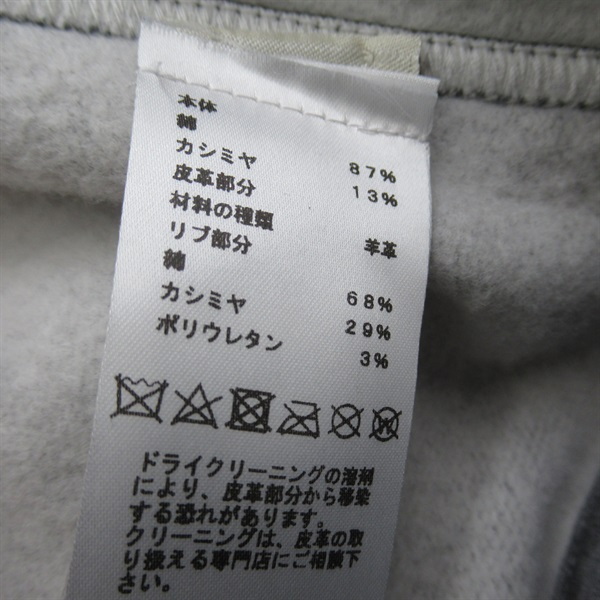 本体
綿 87%
カシミヤ 13%
皮革部分
材料の種類 羊革
リブ部分
綿 68%
カシミヤ 29%
ポリウレタン 3%
ドライクリーニングの溶剤
により、皮革部分から移染
する恐れがあります。
クリーニングは、皮革の取
り扱える専門店にご相談下
さい。